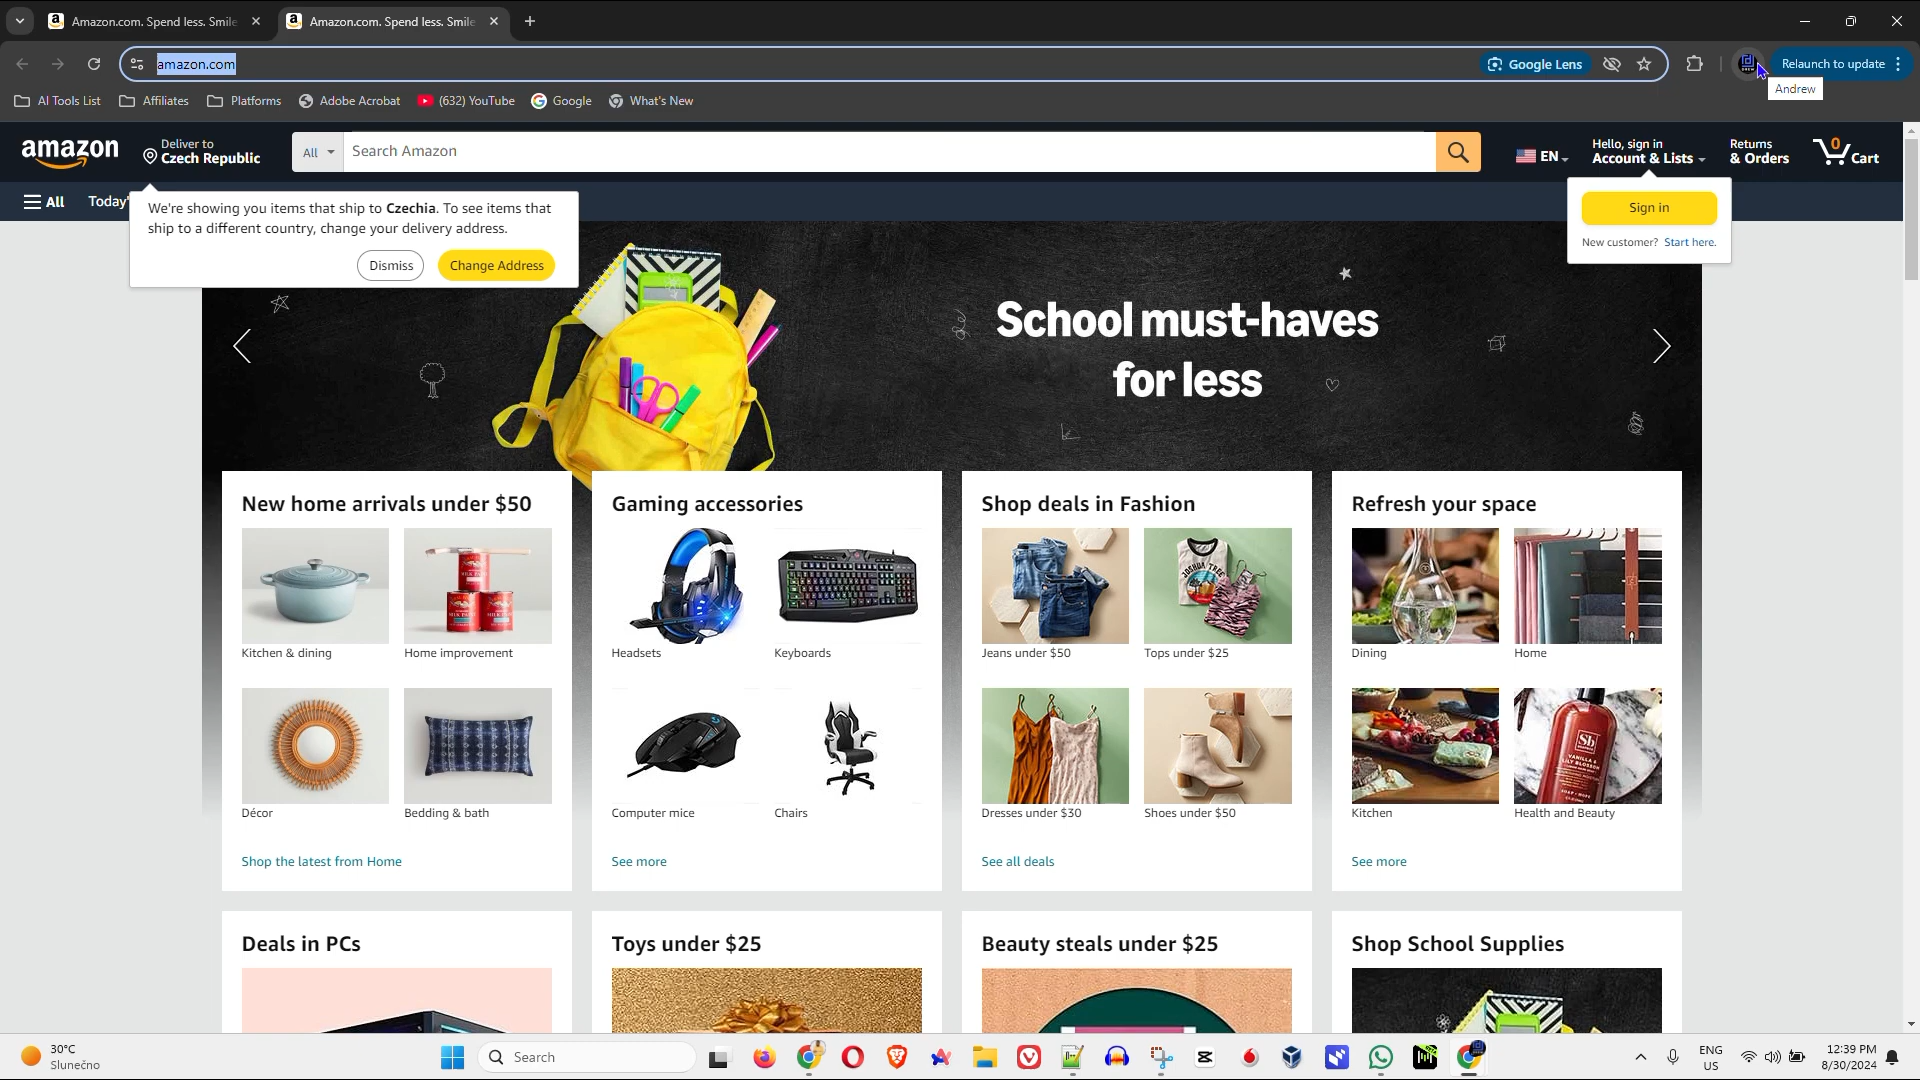 Amazon.com. Spend less. Smile
Amazon.com. Spend less. Smile
amazon.com
Google Lens
Relaunch to update
Andrew
AI Tools List
Affiliates
Platforms
Adobe Acrobat
(632) YouTube
Google
What's New
amazon
Deliver to
Czech Republic
All
Search Amazon
EN
Hello, sign in
Account & Lists
Returns
& Orders
0
Cart
All
Today'
We're showing you items that ship to Czechia. To see items that
ship to a different country, change your delivery address.
Dismiss
Change Address
Sign in
New customer? Start here.
School must-haves
for less
New home arrivals under $50
Kitchen & dining
Home improvement
Décor
Bedding & bath
Shop the latest from Home
Gaming accessories
Headsets
Keyboards
Computer mice
Chairs
See more
Shop deals in Fashion
JOSHUA TREE
Jeans under $50
Tops under $25
Dresses under $30
Shoes under $50
See all deals
Refresh your space
Dining
Home
Sb
VANILLA &
LILY BLOSSOM
Kitchen
Health and Beauty
See more
Deals in PCs
Toys under $25
Beauty steals under $25
Shop School Supplies
30°C
Slunečno
Search
ENG
US
12:39 PM
8/30/2024